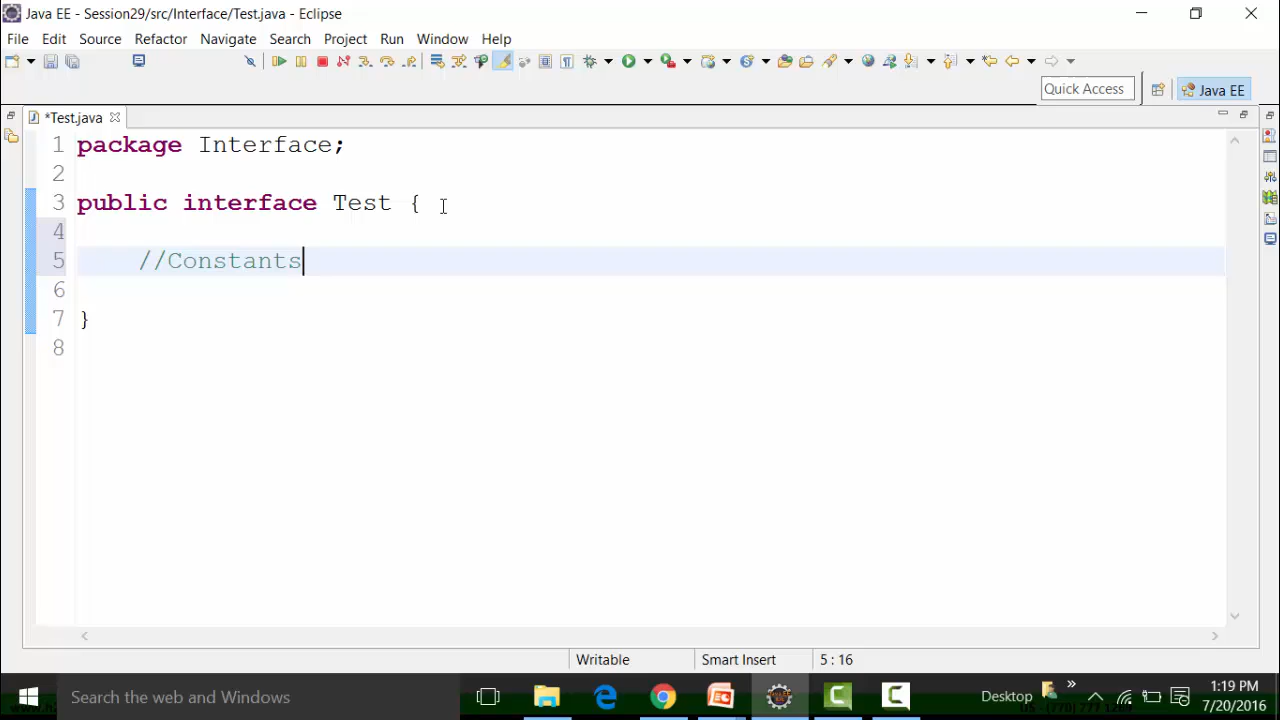 Java EE - Session29/src/Interface/Test.java - Eclipse
File Edit Source Refactor Navigate Search Project Run Window Help
Quick Access
Java EE
*Test.java
1 package Interface;
2
3 public interface Test {
4
5 //Constants
6
7 }
8
Writable Smart Insert 5 : 16
Search the web and Windows
Desktop
»
1:19 PM
7/20/2016